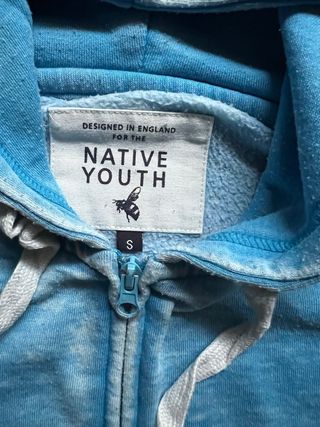 DESIGNED IN ENGLAND
FOR THE
NATIVE
YOUTH
S